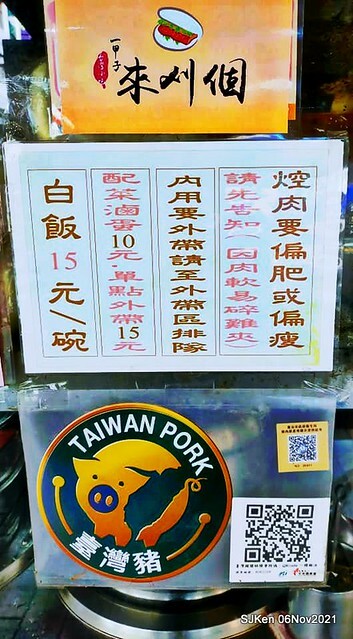 一甲子
來刈個
焢肉要偏肥或偏瘦
請先告知(因肉軟易碎難夾)
內用要外帶請至外帶區排隊
配菜滷蛋10元.單點外帶15元
白飯15元/碗
TAIWAN PORK
臺灣豬
SJKen 06Nov2021